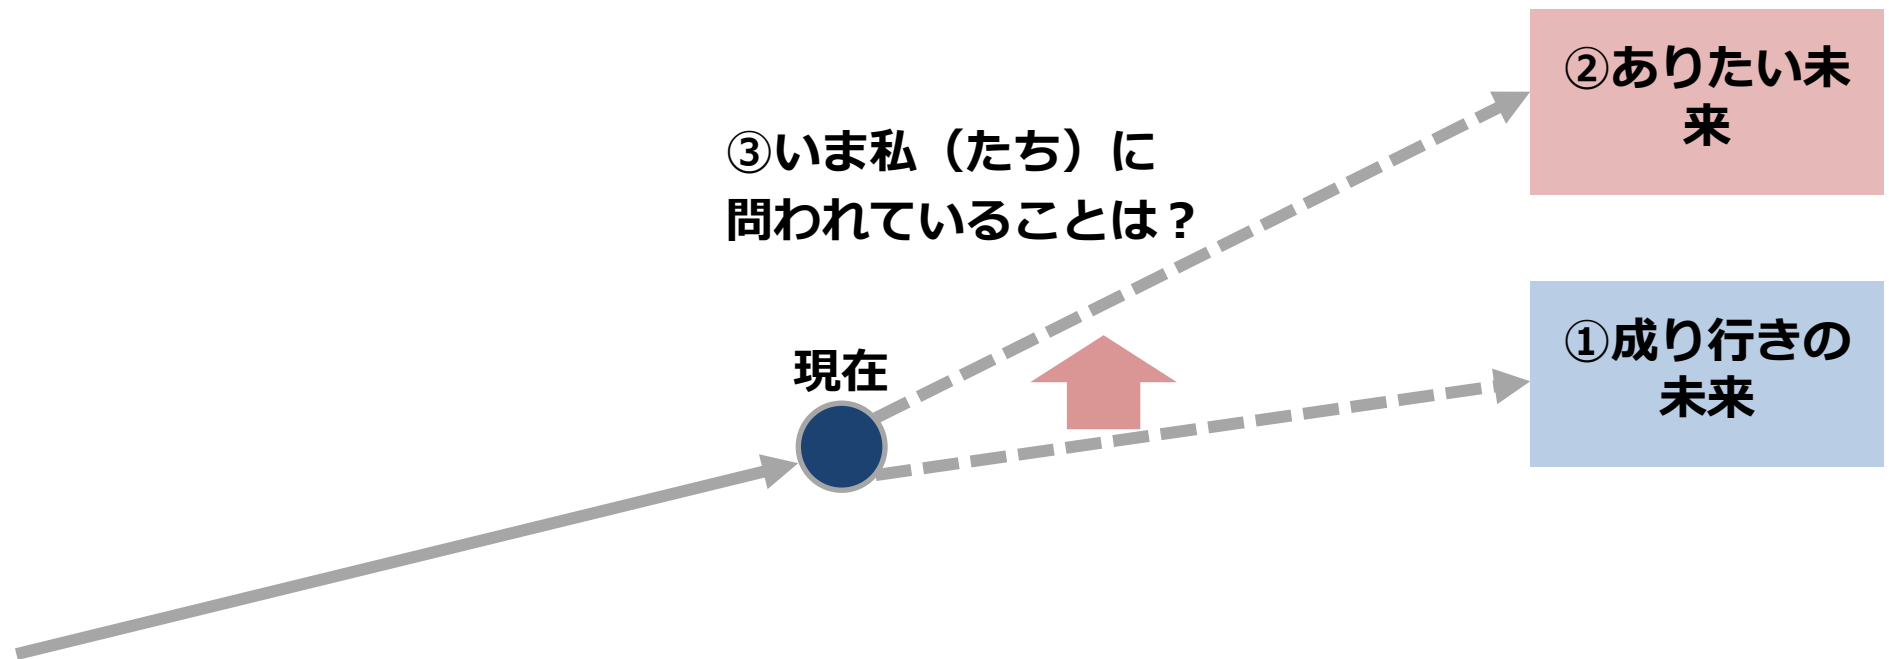 ②ありたい未
来
③いま私（たち）に
問われていることは？
①成り行きの
未来
現在